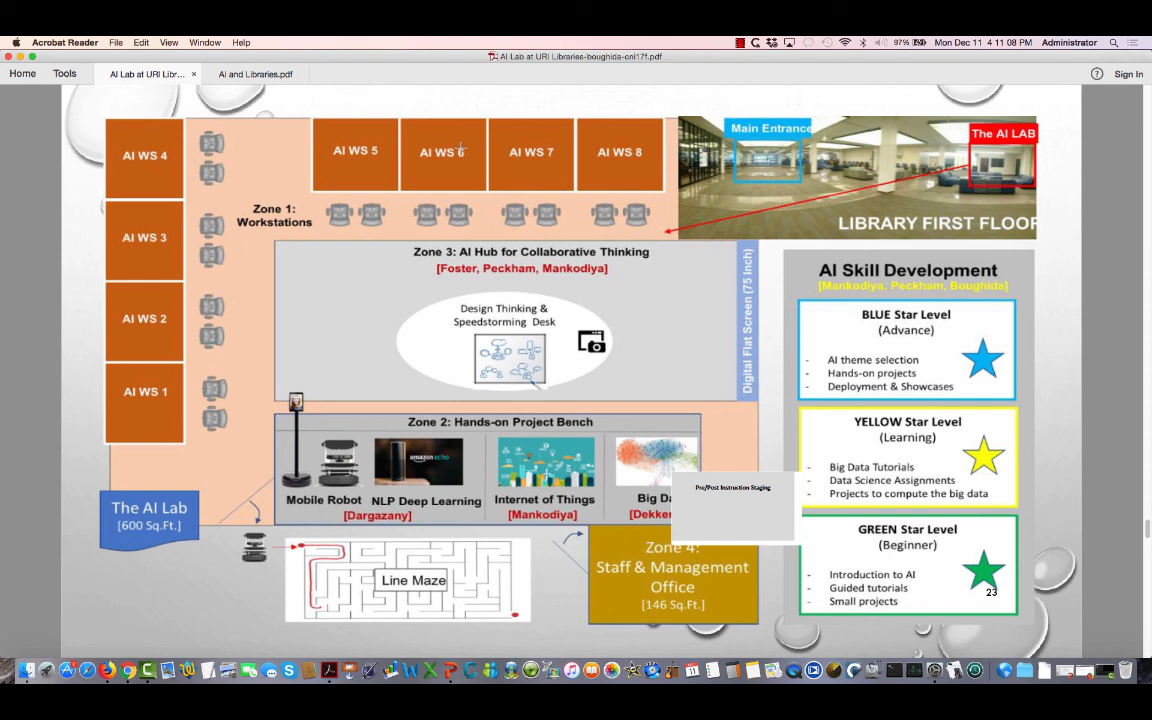 Acrobat Reader File Edit View Window Help
97% Mon Dec 11 4:11:08 PM Administrator
AI Lab at URI Libraries-boughida-cni17f.pdf
Home Tools AI Lab at URI Libr... × AI and Libraries.pdf Sign In
AI WS 4
AI WS 5
AI WS 6
AI WS 7
AI WS 8
Main Entrance
The AI LAB
LIBRARY FIRST FLOOR
Zone 1:
Workstations
AI WS 3
AI WS 2
AI WS 1
Zone 3: AI Hub for Collaborative Thinking
[Foster, Peckham, Mankodiya]
Design Thinking &
Speedstorming Desk
Digital Flat Screen (75 Inch)
Zone 2: Hands-on Project Bench
amazon echo
Mobile Robot
NLP Deep Learning
[Dargazany]
Internet of Things
[Mankodiya]
Big Da
[Dekker
Pre/Post Instruction Staging
The AI Lab
[600 Sq.Ft.]
Line Maze
Zone 4:
Staff & Management
Office
[146 Sq.Ft.]
AI Skill Development
[Mankodiya, Peckham, Boughida]
BLUE Star Level
(Advance)
- AI theme selection
- Hands-on projects
- Deployment & Showcases
YELLOW Star Level
(Learning)
- Big Data Tutorials
- Data Science Assignments
- Projects to compute the big data
GREEN Star Level
(Beginner)
- Introduction to AI
- Guided tutorials
- Small projects
23